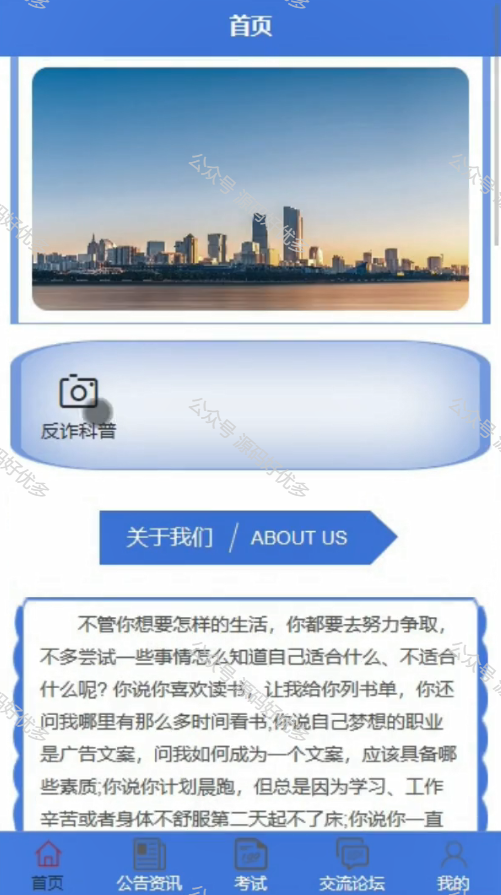 首页
反诈科普
关于我们 / ABOUT US
不管你想要怎样的生活，你都要去努力争取，
不多尝试一些事情怎么知道自己适合什么、不适合
什么呢? 你说你喜欢读书，让我给你列书单，你还
问我哪里有那么多时间看书;你说自己梦想的职业
是广告文案，问我如何成为一个文案，应该具备哪
些素质;你说你计划晨跑，但总是因为学习、工作
辛苦或者身体不舒服第二天起不了床;你说你一直
首页
公告资讯
考试
交流论坛
我的
公众号 源码好优多